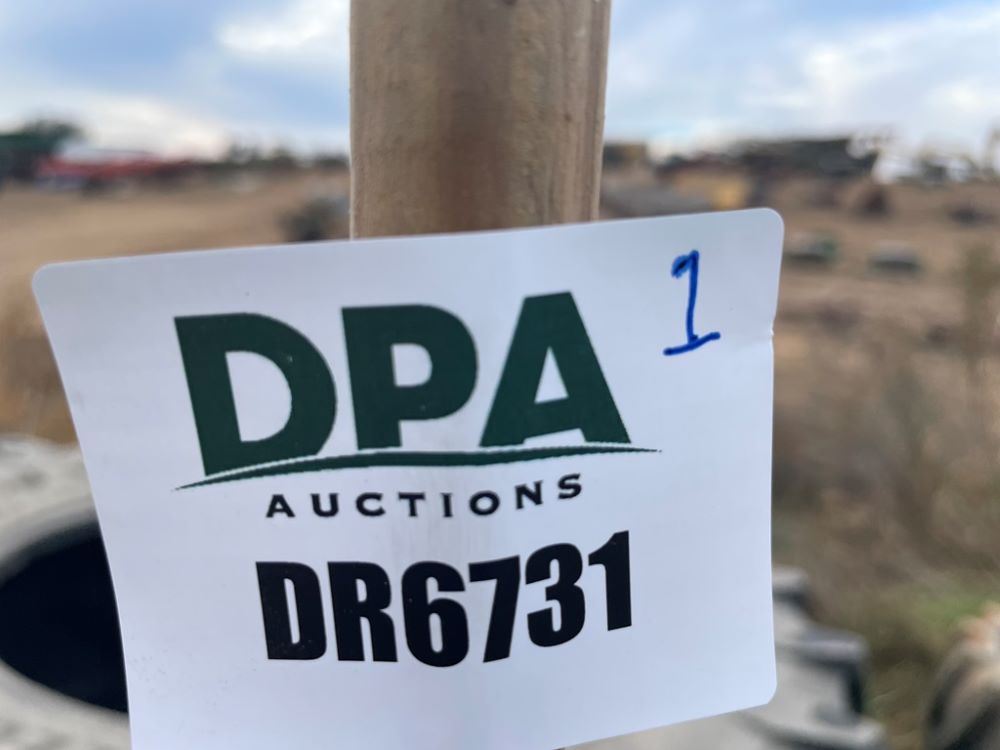 1
DPA
AUCTIONS
DR6731